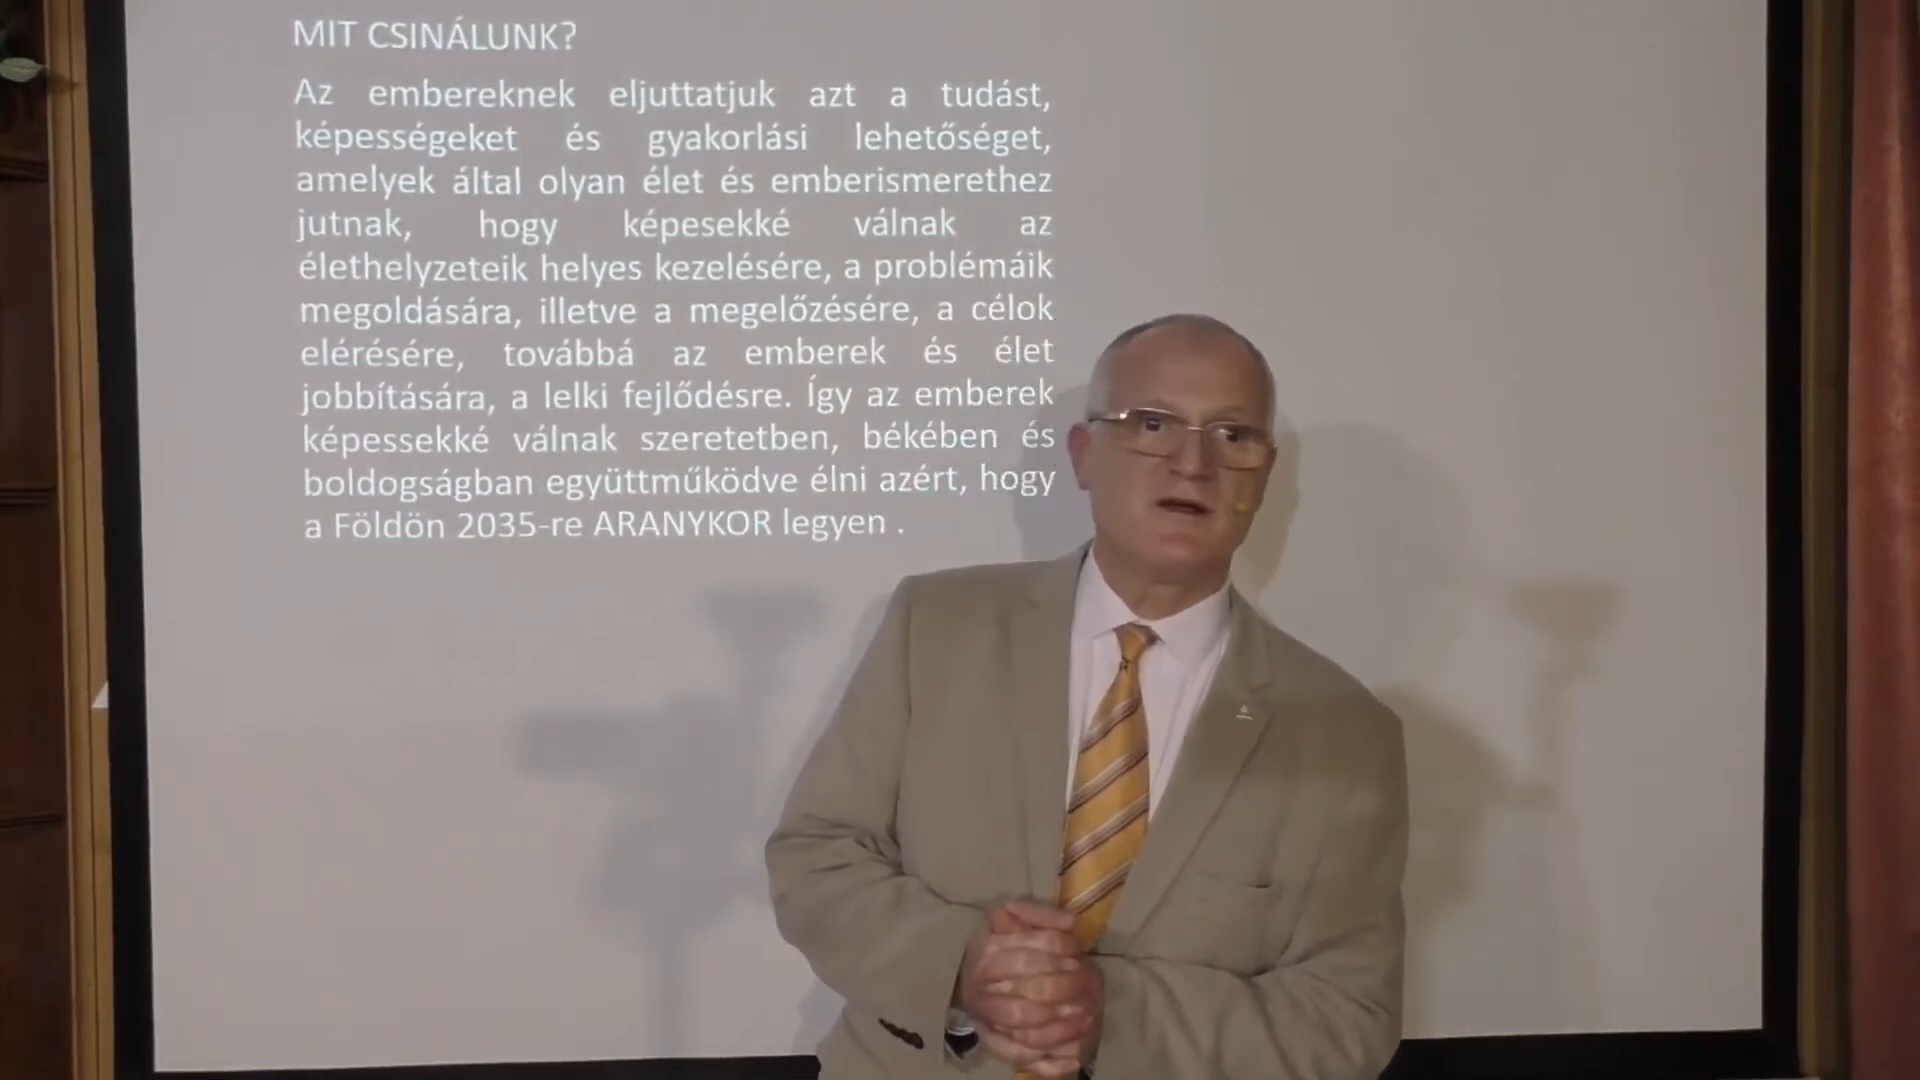 MIT CSINÁLUNK?
Az embereknek eljuttatjuk azt a tudást,
képességeket és gyakorlási lehetőséget,
amelyek által olyan élet és emberismerethez
jutnak, hogy képesekké válnak az
élethelyzeteik helyes kezelésére, a problémáik
megoldására, illetve a megelőzésére, a célok
elérésére, továbbá az emberek és élet
jobbítására, a lelki fejlődésre. Így az emberek
képessekké válnak szeretetben, békében és
boldogságban együttműködve élni azért, hogy
a Földön 2035-re ARANYKOR legyen .